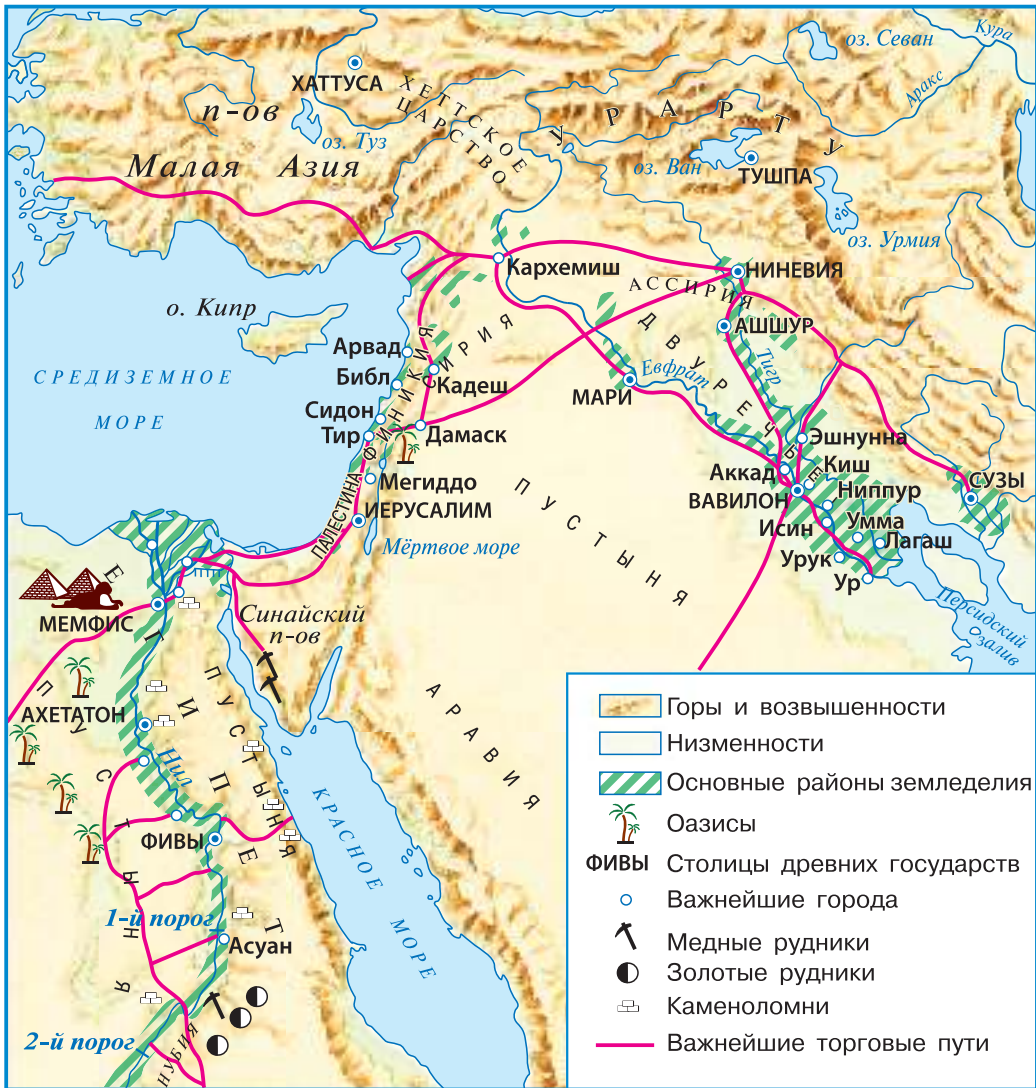 Кура
оз. Севан
Аракс
ХАТТУСА
ХЕТТСКОЕ
ЦАРСТВО
УРАРТУ
п-ов
Малая Азия
оз. Туз
оз. Ван
ТУШПА
оз. Урмия
Кархемиш
НИНЕВИЯ
АССИРИЯ
о. Кипр
АШШУР
Тигр
ДВУРЕЧЬЕ
Арвад
СРЕДИЗЕМНОЕ
МОРЕ
Библ
ФИНИКИЯ
СИРИЯ
Кадеш
Евфрат
МАРИ
Сидон
Тир
Дамаск
Эшнунна
Мегиддо
Аккад
Киш
СУЗЫ
ВАВИЛОН
Ниппур
ПАЛЕСТИНА
ИЕРУСАЛИМ
Исин
Умма
Лагаш
Мёртвое море
Урук
Ур
ПУСТЫНЯ
Персидский
залив
ЕГИПЕТ
МЕМФИС
Синайский
п-ов
ПУСТЫНЯ
АРАВИЯ
ПУСТЫНЯ
АХЕТАТОН
Нил
КРАСНОЕ МОРЕ
ФИВЫ
1-й порог
Асуан
2-й порог
НУБИЯ
Горы и возвышенности
Низменности
Основные районы земледелия
Оазисы
ФИВЫ Столицы древних государств
Важнейшие города
Медные рудники
Золотые рудники
Каменоломни
Важнейшие торговые пути